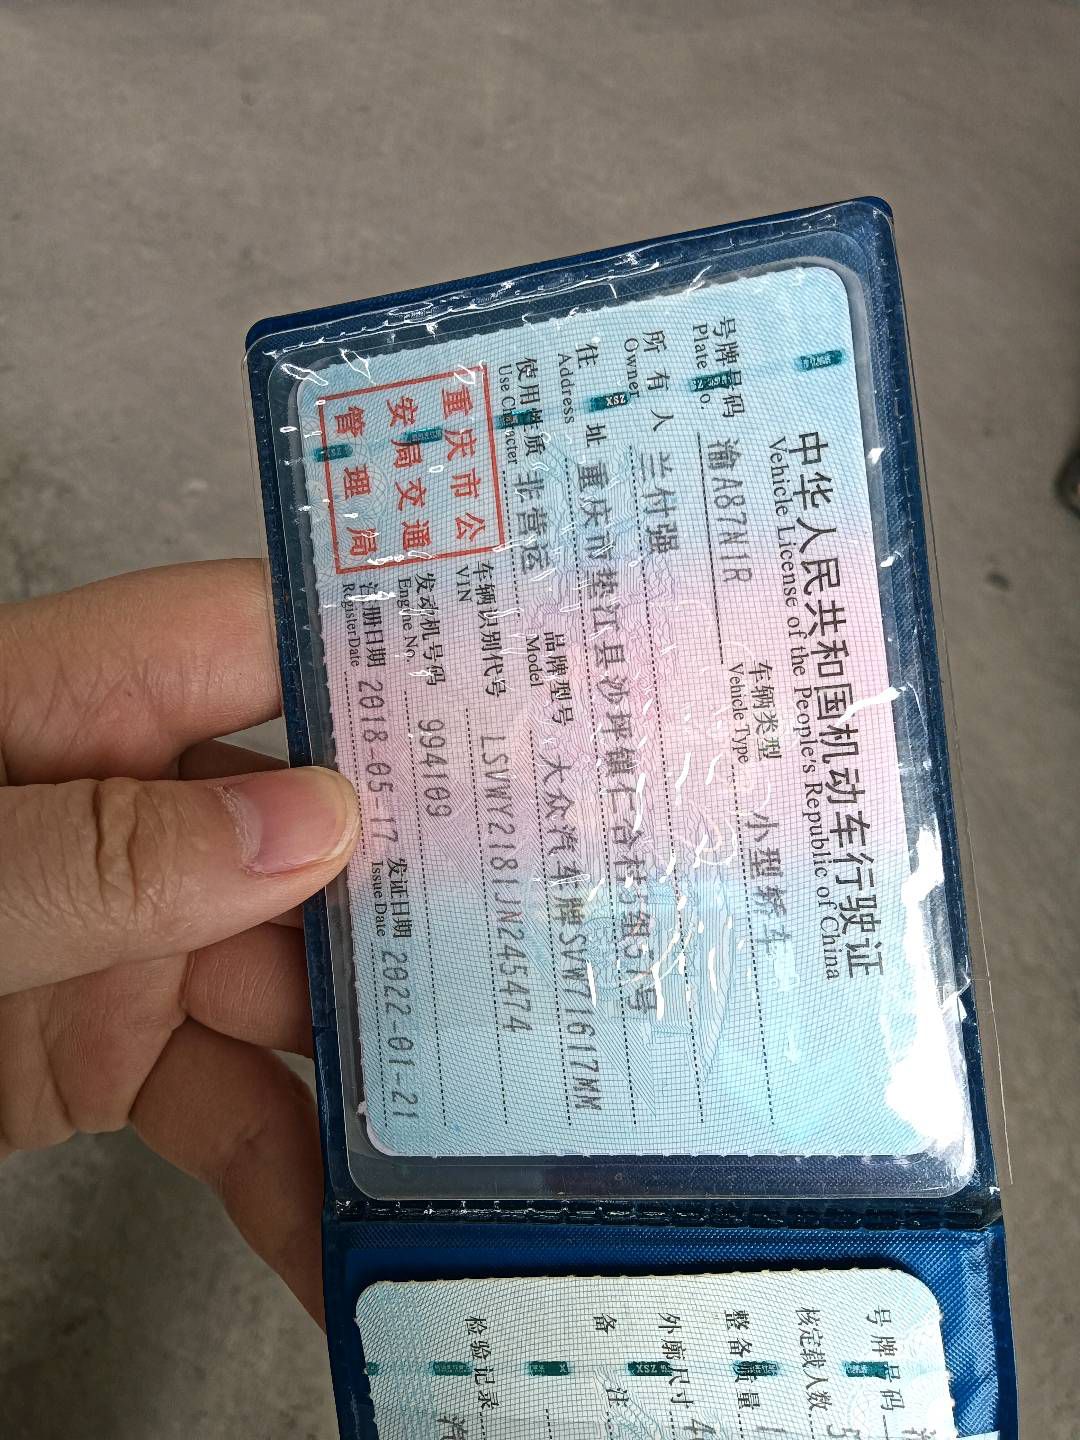 中华人民共和国机动车行驶证
Vehicle License of the People's Republic of China
号牌号码 渝A87N1R 车辆类型 小型轿车
Plate No. Vehicle Type
所有人 兰付强
Owner
住址 重庆市垫江县沙坪镇仁合村5组57号
Address
使用性质 非营运 品牌型号 大众汽车牌SVW71617MM
Use Character Model
车辆识别代号 LSVWY2181JN245474
VIN
发动机号码 994109
Engine No.
注册日期 2018-05-17 发证日期 2022-01-21
Register Date Issue Date
重庆市公
安局交通
管理局
号牌号码
核定载人数 5
整备质量
外廓尺寸
备注
检验记录